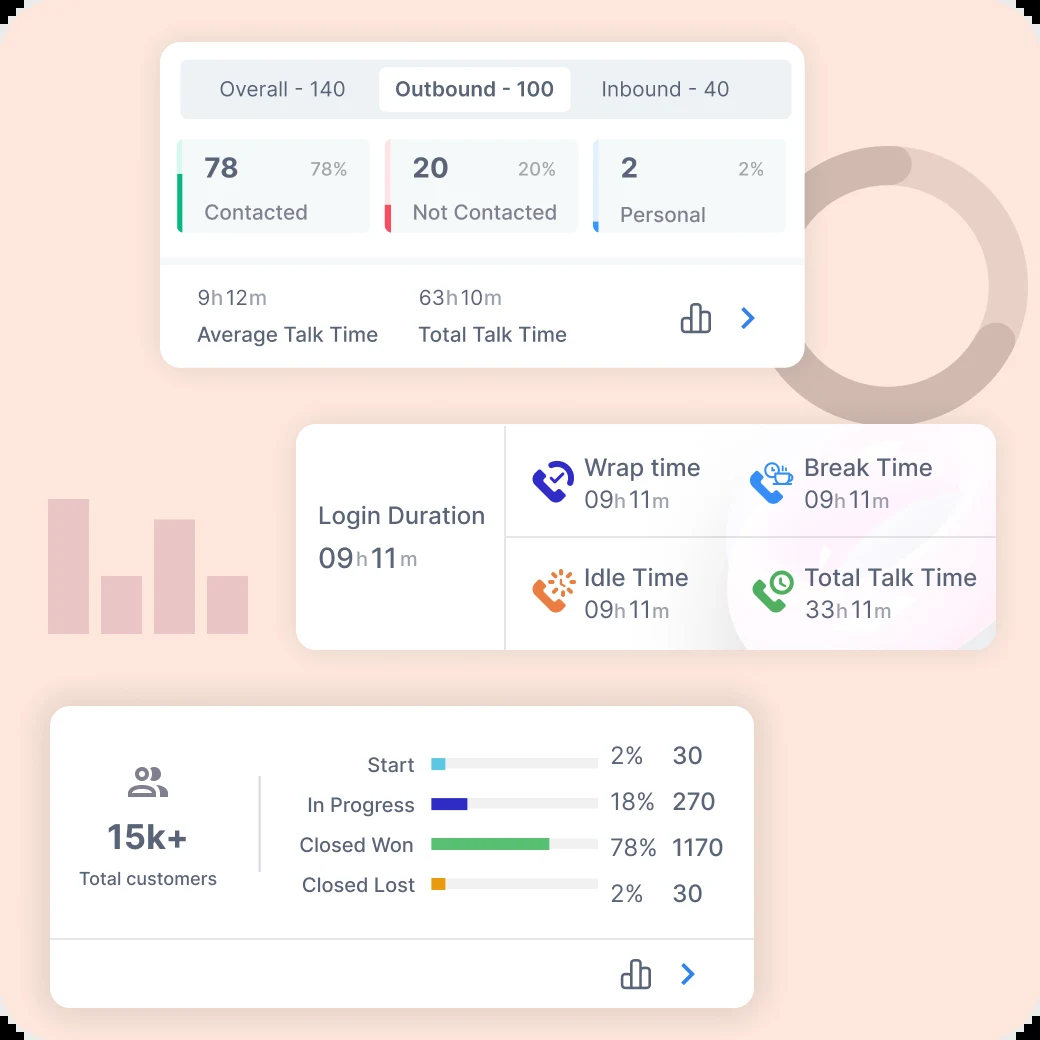 Overall - 140 Outbound - 100 Inbound - 40
78 78% 20 20% 2 2%
Contacted Not Contacted Personal
9h12m 63h10m
Average Talk Time Total Talk Time
Login Duration
09h11m
Wrap time Break Time
09h11m 09h11m
Idle Time Total Talk Time
09h11m 33h11m
15k+
Total customers
Start 2% 30
In Progress 18% 270
Closed Won 78% 1170
Closed Lost 2% 30